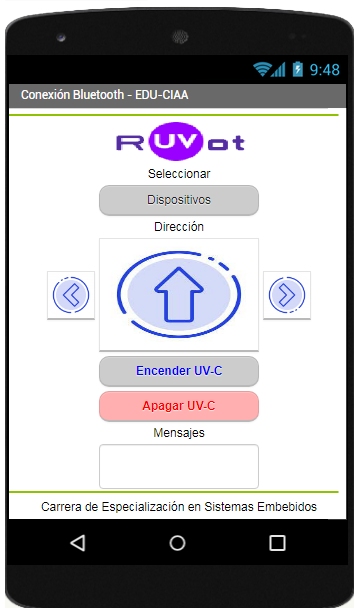 9:48
Conexión Bluetooth - EDU-CIAA
RUVot
Seleccionar
Dispositivos
Dirección
Encender UV-C
Apagar UV-C
Mensajes
Carrera de Especialización en Sistemas Embebidos